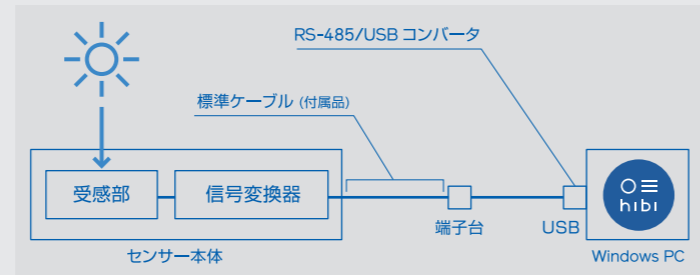 RS-485/USB コンバータ
標準ケーブル (付属品)
受感部
信号変換器
hibi
端子台
USB
センサー本体
Windows PC